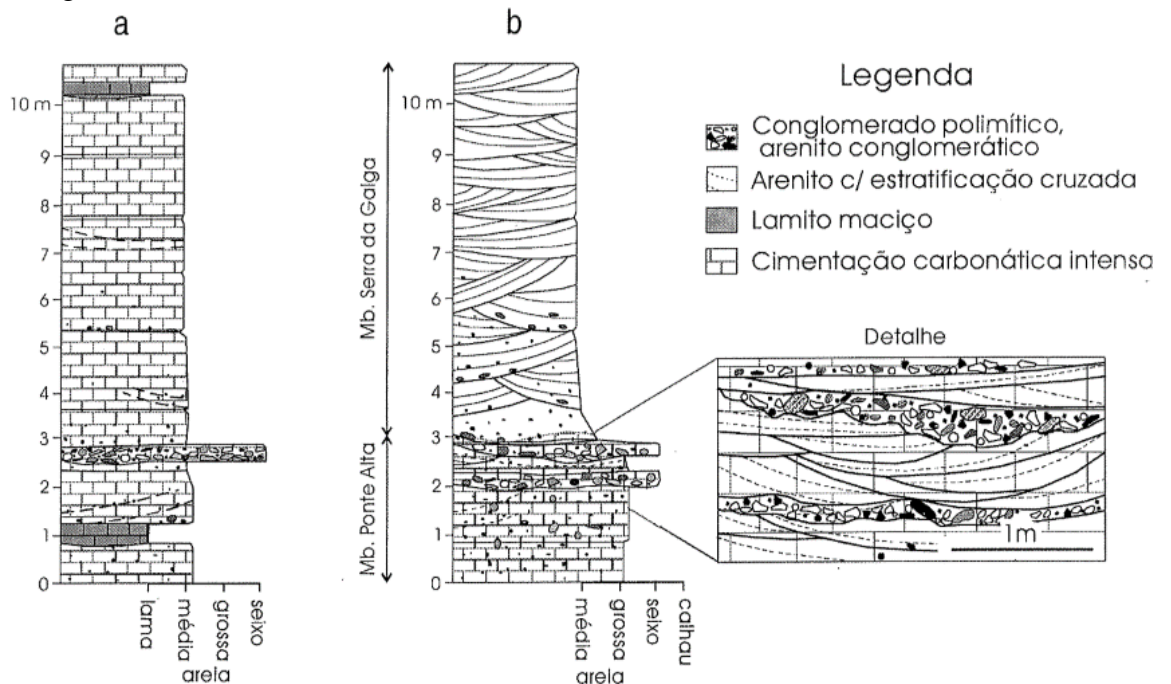 a
10 m
9
8
7
6
5
4
3
2
1
0
lama
média
grossa
seixo
areia
b
Mb. Serra da Galga
Mb. Ponte Alta
10 m
9
8
7
6
5
4
3
2
1
0
média
grossa
seixo
calhau
areia
Legenda
Conglomerado polimítico,
arenito conglomerático
Arenito c/ estratificação cruzada
Lamito maciço
Cimentação carbonática intensa
Detalhe
1m